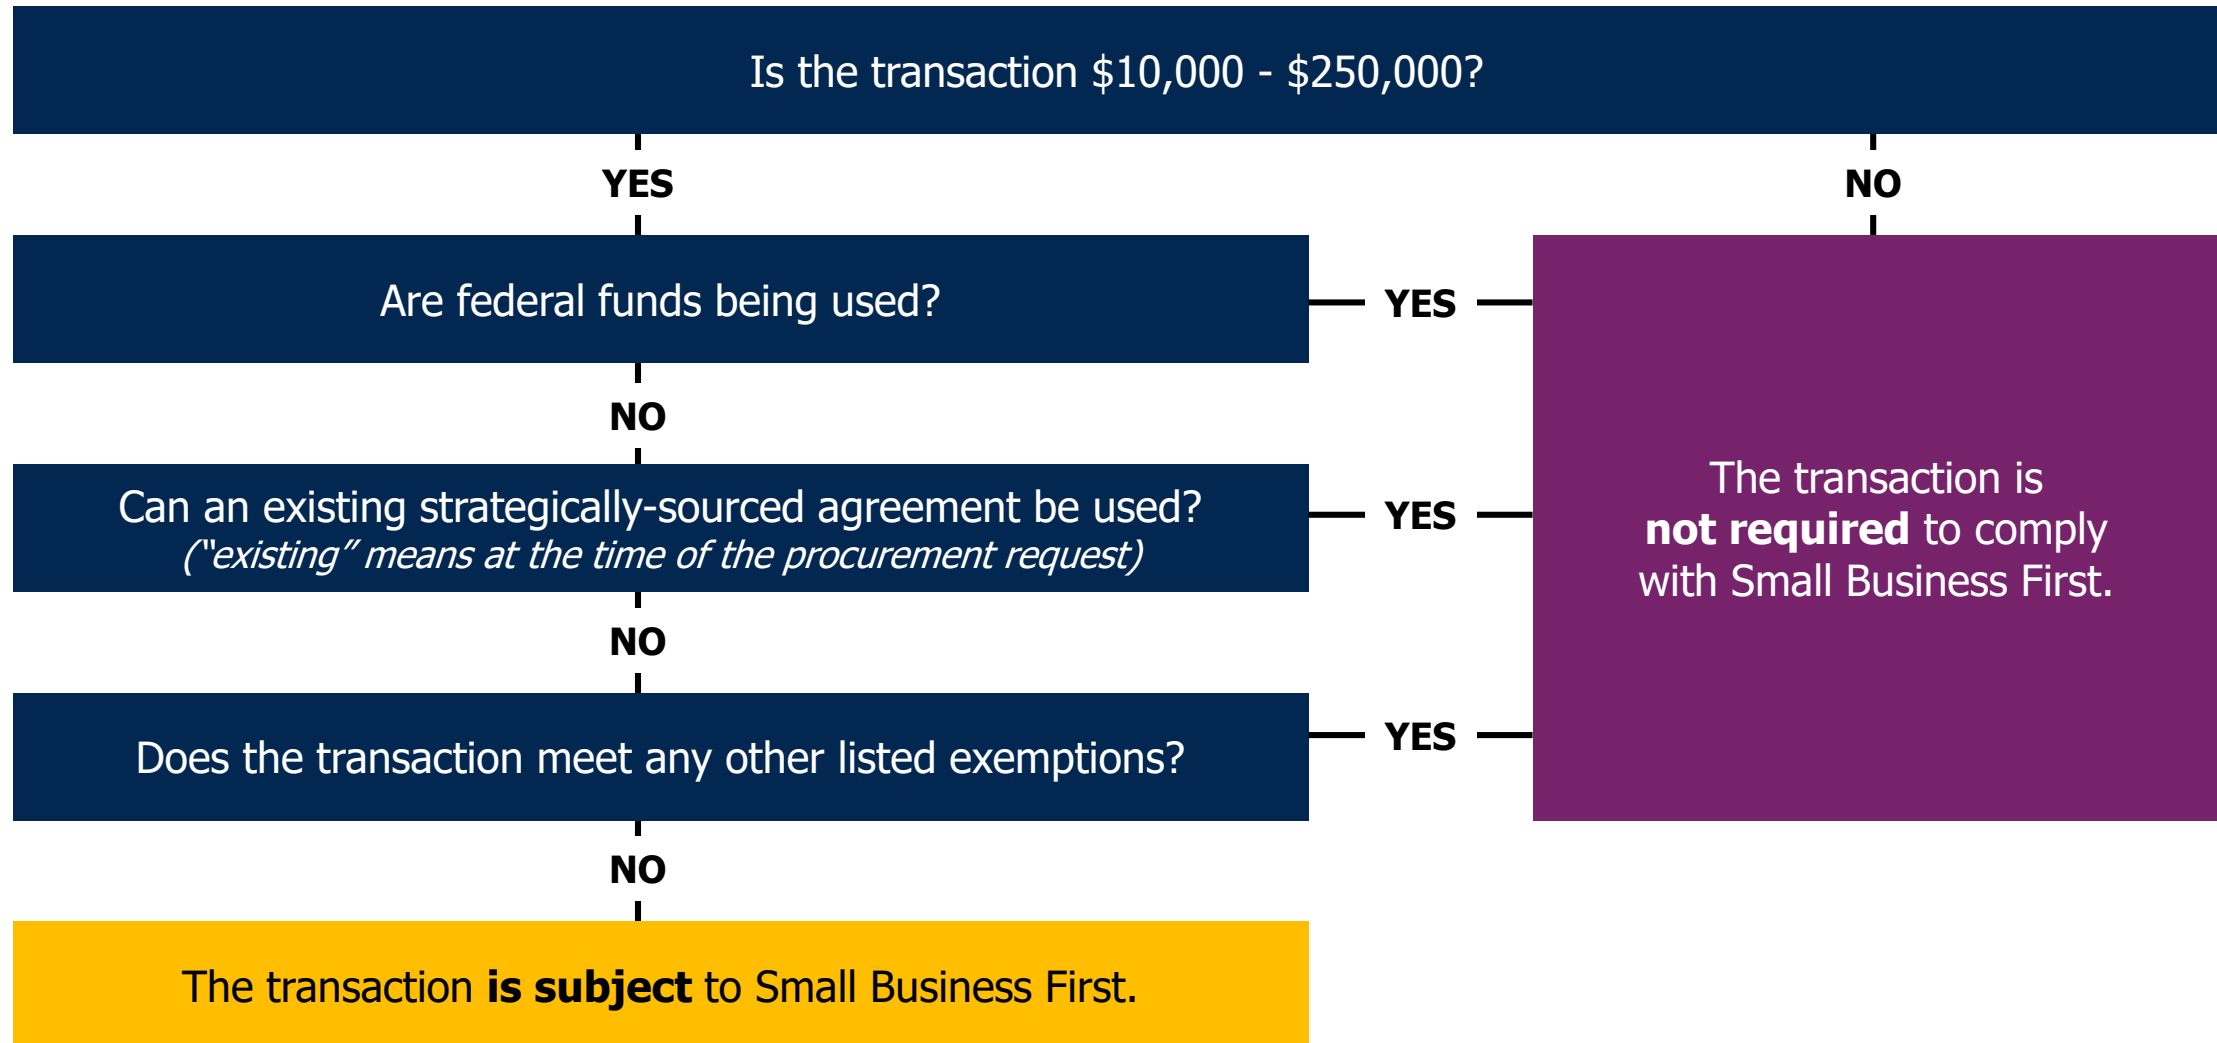 Is the transaction $10,000 - $250,000?
YES
NO
Are federal funds being used?
YES
NO
Can an existing strategically-sourced agreement be used?
(“existing” means at the time of the procurement request)
YES
The transaction is
not required to comply
with Small Business First.
NO
Does the transaction meet any other listed exemptions?
YES
NO
The transaction is subject to Small Business First.